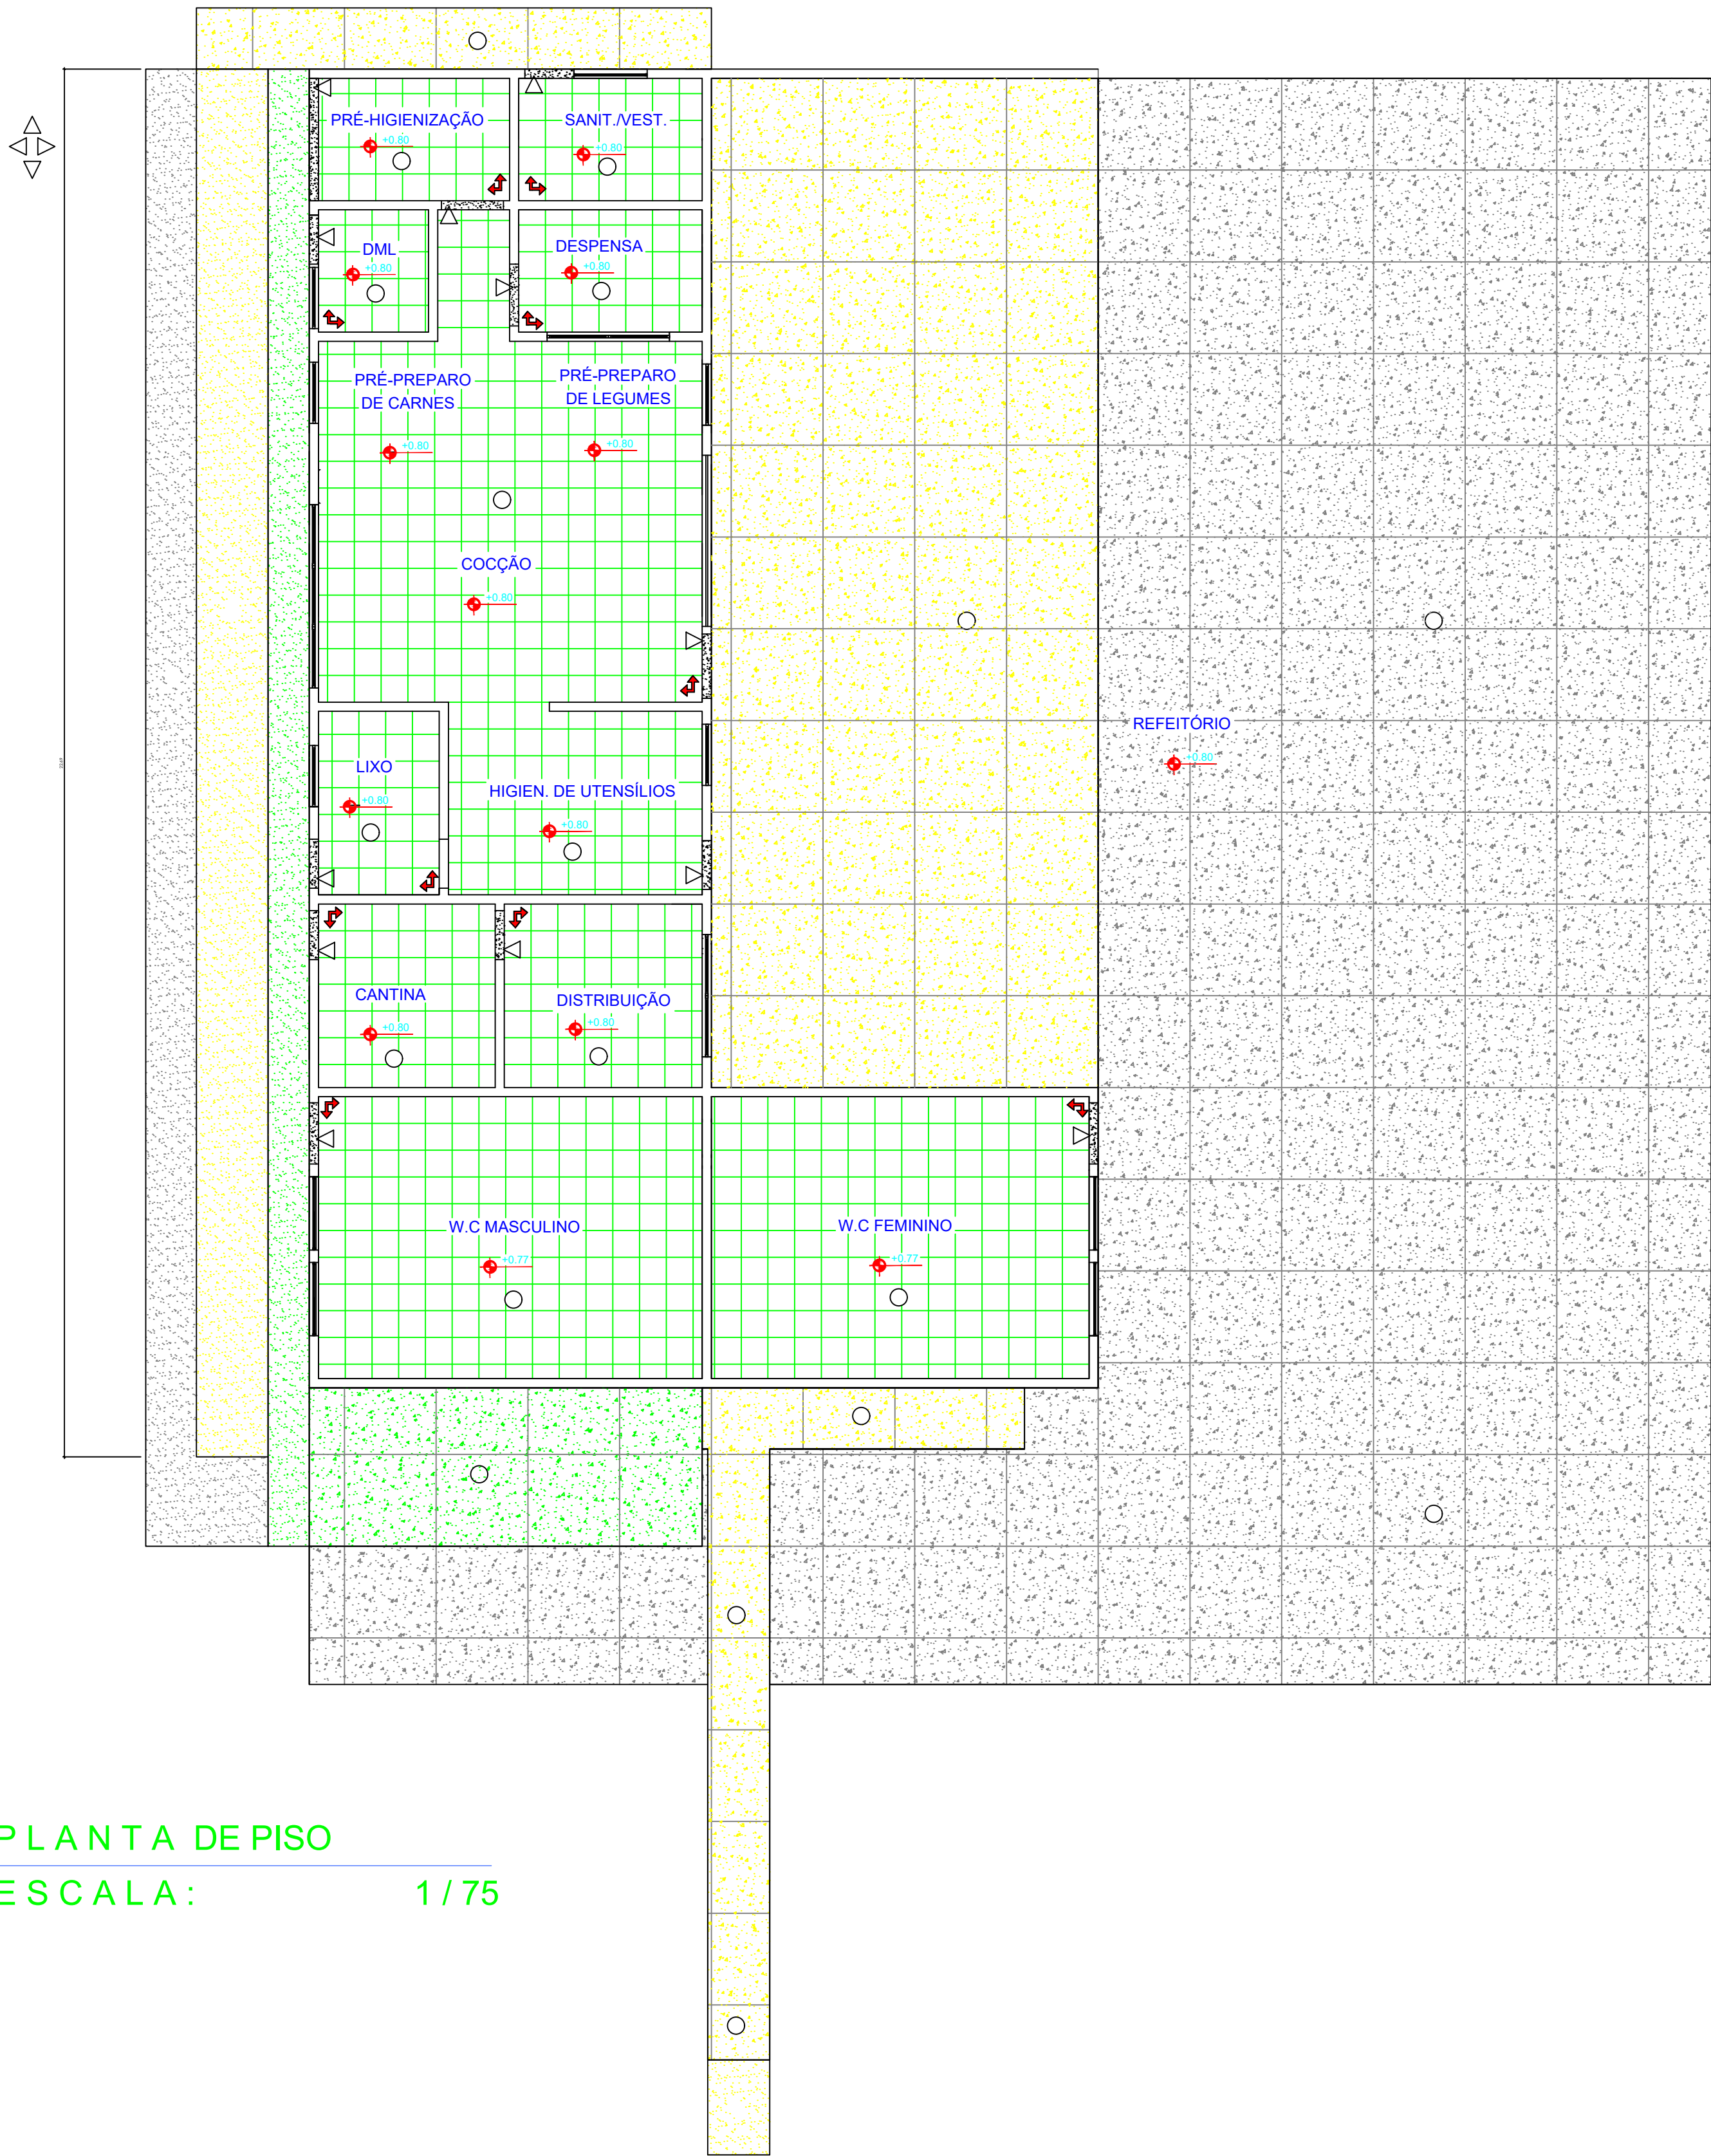 PRÉ-HIGIENIZAÇÃO
+0.80
SANIT./VEST.
+0.80
DML
+0.80
DESPENSA
+0.80
PRÉ-PREPARO
DE CARNES
+0.80
PRÉ-PREPARO
DE LEGUMES
+0.80
COCÇÃO
+0.80
REFEITÓRIO
+0.80
LIXO
+0.80
HIGIEN. DE UTENSÍLIOS
+0.80
CANTINA
+0.80
DISTRIBUIÇÃO
+0.80
W.C MASCULINO
+0.77
W.C FEMININO
+0.77
PLANTA DE PISO
ESCALA: 1 / 75